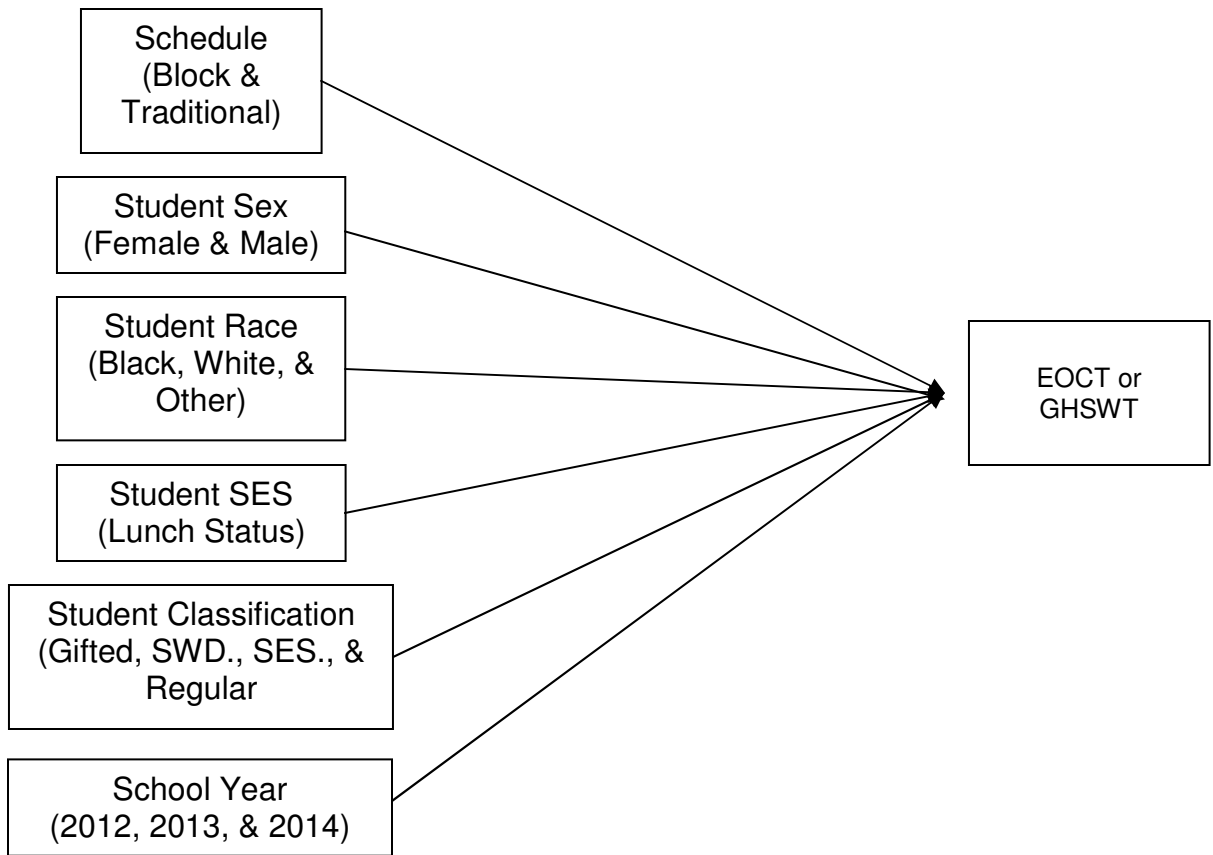 Schedule
(Block &
Traditional)
Student Sex
(Female & Male)
Student Race
(Black, White, &
Other)
EOCT or
GHSWT
Student SES
(Lunch Status)
Student Classification
(Gifted, SWD., SES., &
Regular
School Year
(2012, 2013, & 2014)